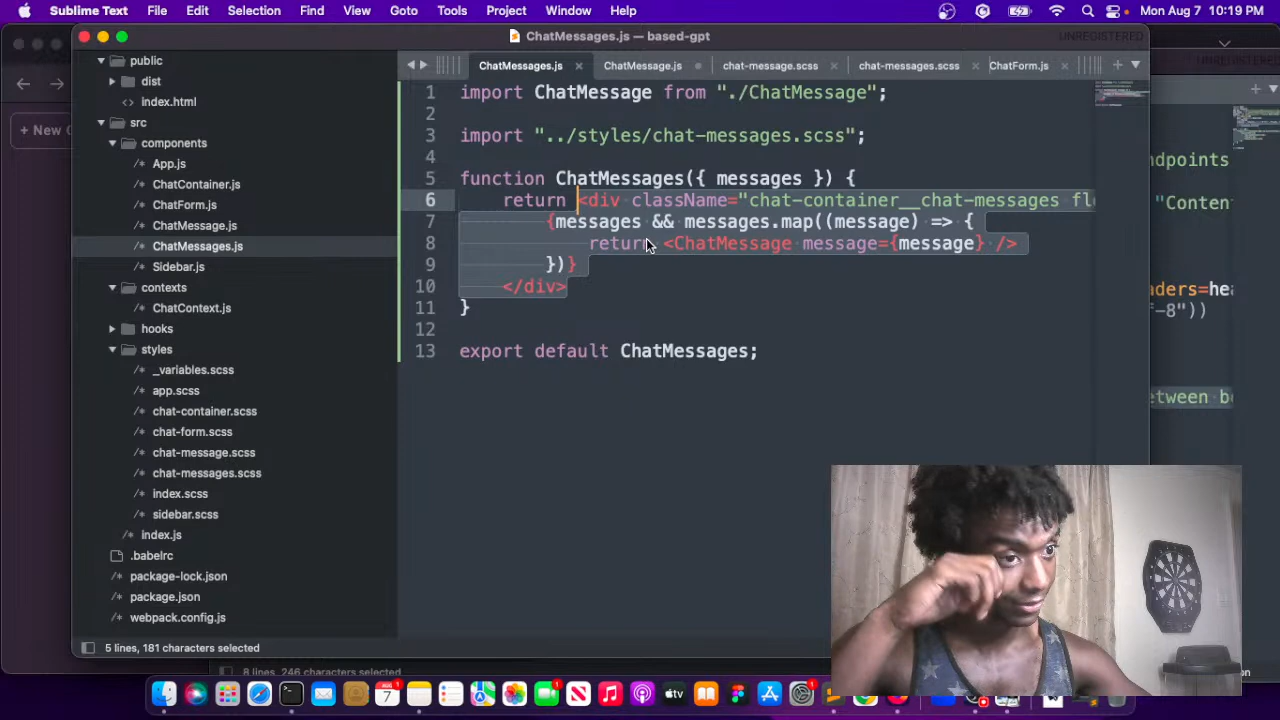 Sublime Text File Edit Selection Find View Goto Tools Project Window Help Mon Aug 7 10:19 PM
ChatMessages.js — based-gpt
UNREGISTERED
ChatMessages.js ChatMessage.js chat-message.scss chat-messages.scss ChatForm.js
public
dist
index.html
src
components
App.js
ChatContainer.js
ChatForm.js
ChatMessage.js
ChatMessages.js
Sidebar.js
contexts
ChatContext.js
hooks
styles
_variables.scss
app.scss
chat-container.scss
chat-form.scss
chat-message.scss
chat-messages.scss
index.scss
sidebar.scss
index.js
.babelrc
package-lock.json
package.json
webpack.config.js
1 import ChatMessage from "./ChatMessage";
2
3 import "../styles/chat-messages.scss";
4
5 function ChatMessages({ messages }) {
6 return <div className="chat-container__chat-messages fl
7 {messages && messages.map((message) => {
8 return <ChatMessage message={message} />
9 })}
10 </div>
11 }
12
13 export default ChatMessages;
5 lines, 181 characters selected
8 lines, 246 characters selected
+ New C
ndpoints
"Conten
aders=hea
f-8"))
etween be